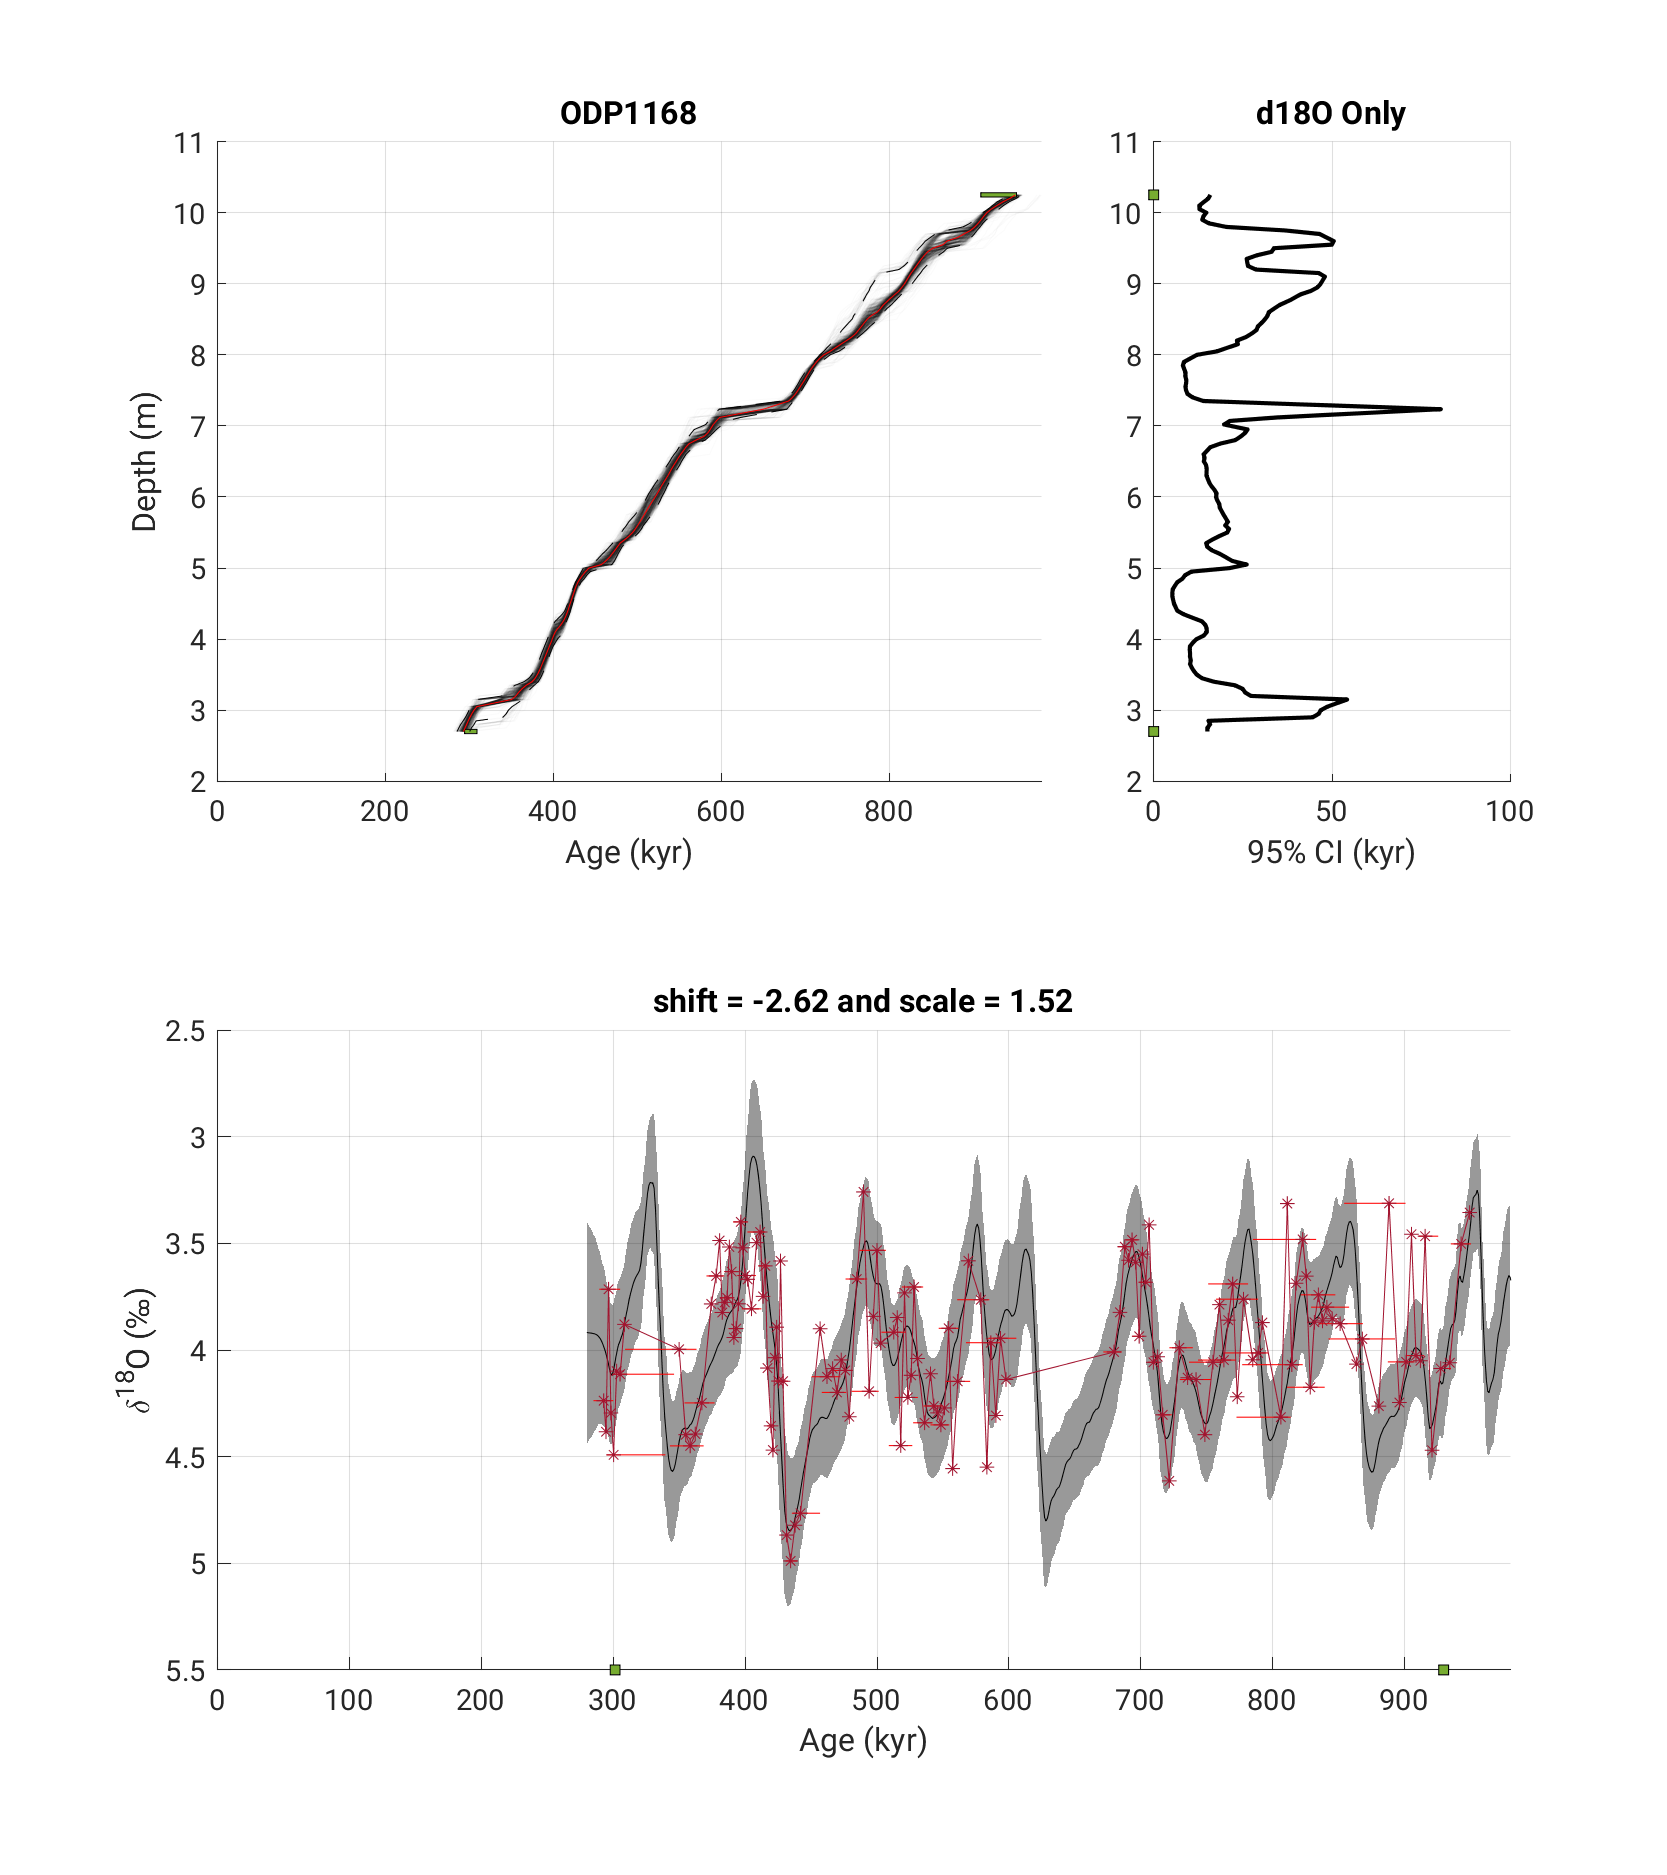 ODP1168
11
10
9
8
7
6
5
4
3
2
Depth (m)
0 200 400 600 800
Age (kyr)
d18O Only
11
10
9
8
7
6
5
4
3
2
0 50 100
95% CI (kyr)
shift = -2.62 and scale = 1.52
2.5
3
3.5
4
4.5
5
5.5
δ¹⁸O (‰)
0 100 200 300 400 500 600 700 800 900
Age (kyr)